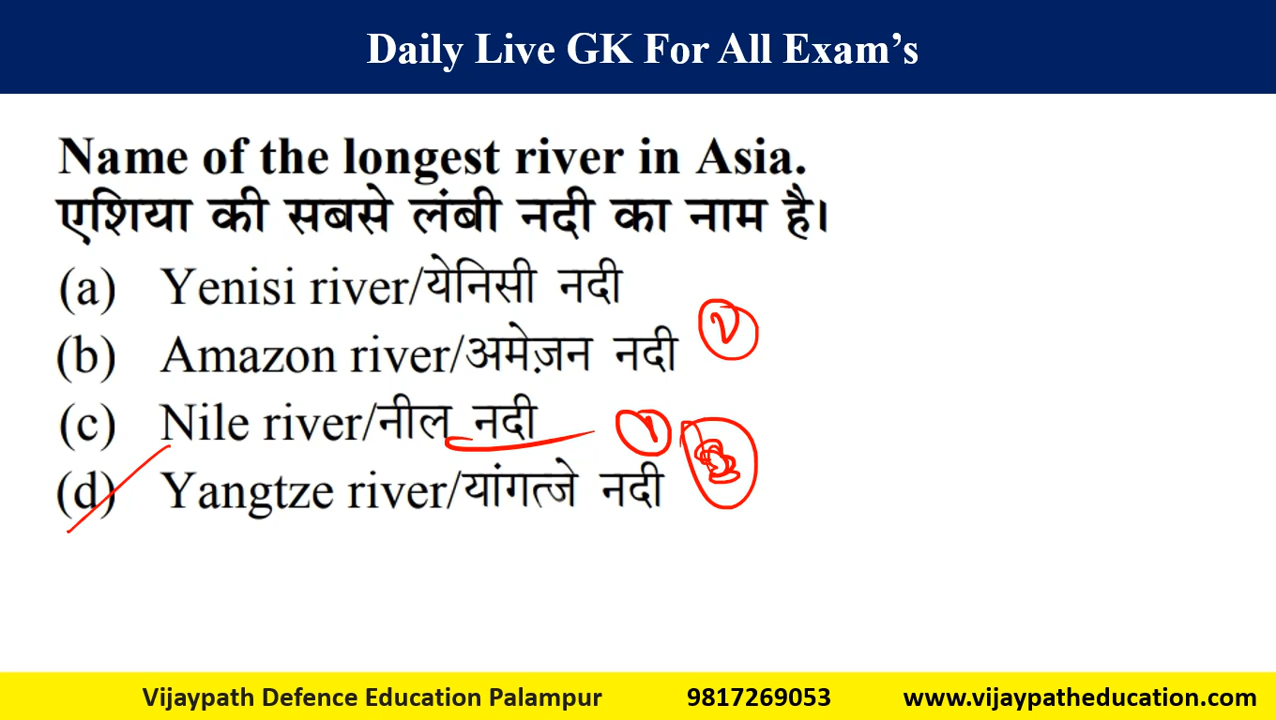 Daily Live GK For All Exam’s
Name of the longest river in Asia.
एशिया की सबसे लंबी नदी का नाम है।
(a) Yenisi river/येनिसी नदी
(b) Amazon river/अमेज़न नदी
(c) Nile river/नील नदी
(d) Yangtze river/यांगत्जे नदी
Vijaypath Defence Education Palampur 9817269053 www.vijaypatheducation.com